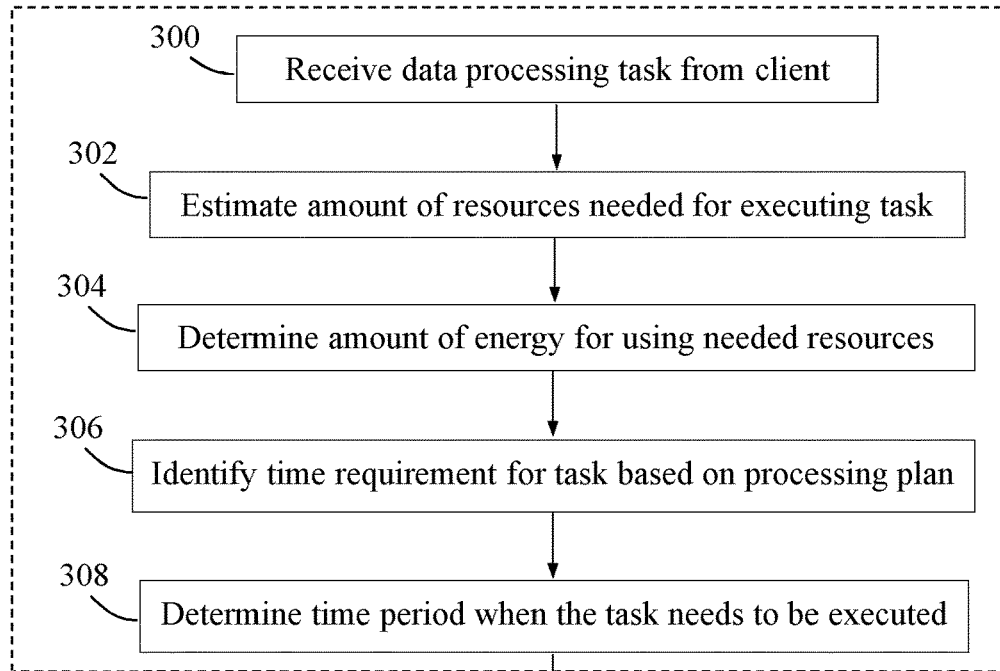 300
Receive data processing task from client
302
Estimate amount of resources needed for executing task
304
Determine amount of energy for using needed resources
306
Identify time requirement for task based on processing plan
308
Determine time period when the task needs to be executed